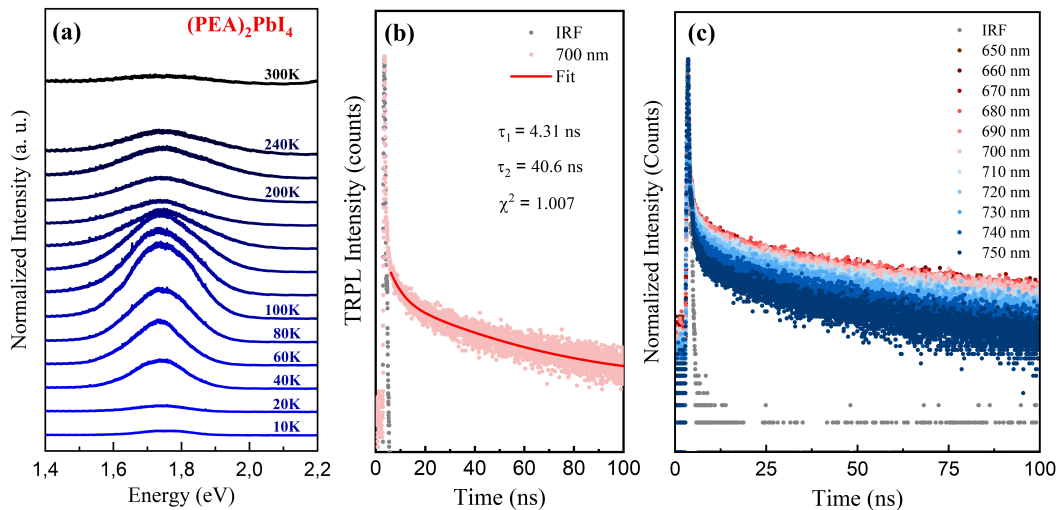 (a)
(PEA)₂PbI₄
Normalized Intensity (a. u.)
300K
240K
200K
100K
80K
60K
40K
20K
10K
1,4 1,6 1,8 2,0 2,2
Energy (eV)
(b)
IRF
700 nm
Fit
τ₁ = 4.31 ns
τ₂ = 40.6 ns
χ² = 1.007
TRPL Intensity (counts)
0 20 40 60 80 100
Time (ns)
(c)
IRF
650 nm
660 nm
670 nm
680 nm
690 nm
700 nm
710 nm
720 nm
730 nm
740 nm
750 nm
Normalized Intensity (Counts)
0 25 50 75 100
Time (ns)